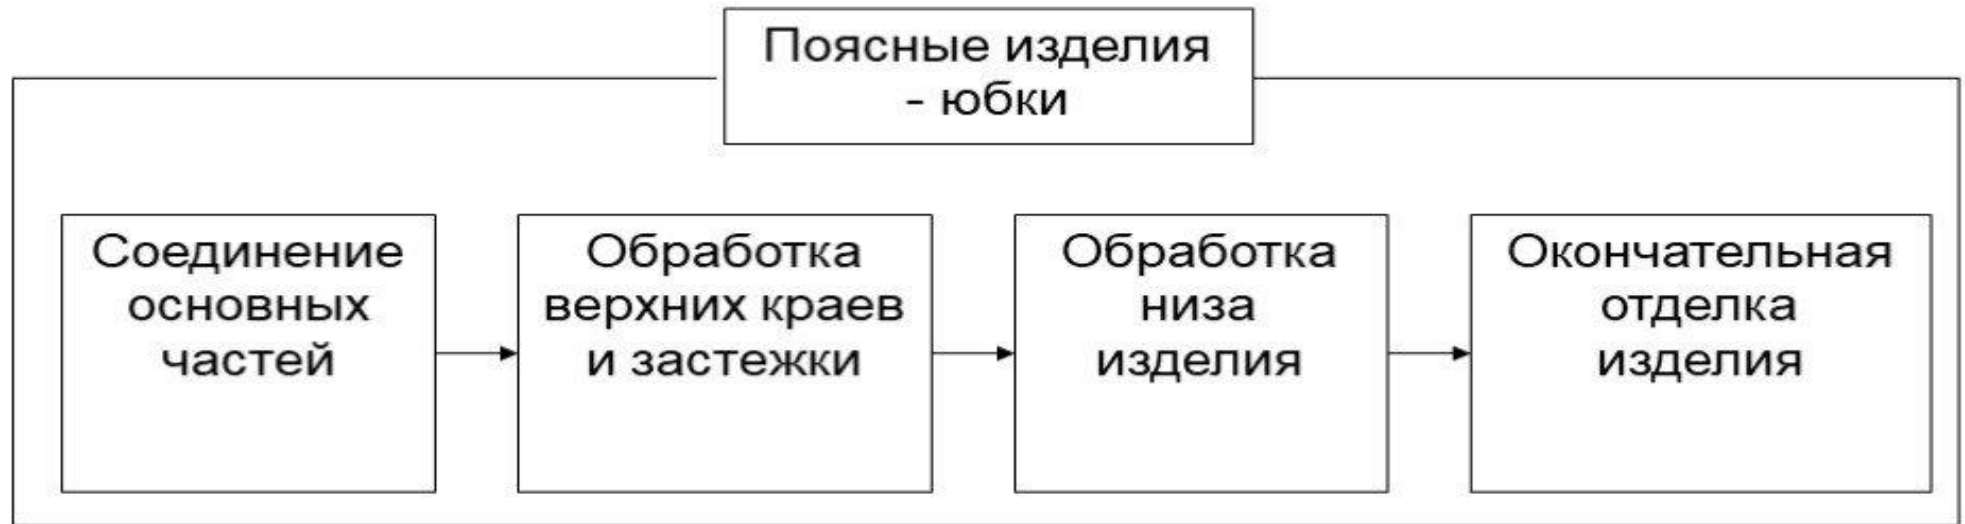 Поясные изделия
- юбки
Соединение
основных
частей
Обработка
верхних краев
и застежки
Обработка
низа
изделия
Окончательная
отделка
изделия